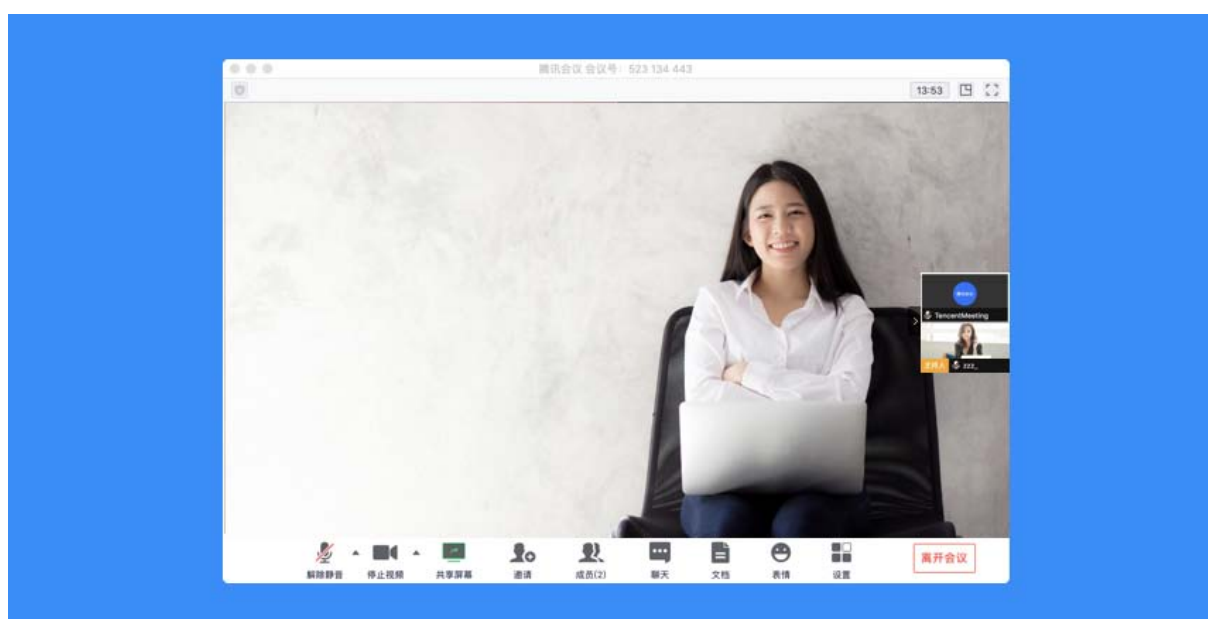 腾讯会议 会议号：523 134 443
13:53
TencentMeeting
主持人 zzz_
解除静音 停止视频 共享屏幕 邀请 成员(2) 聊天 文档 表情 设置 离开会议